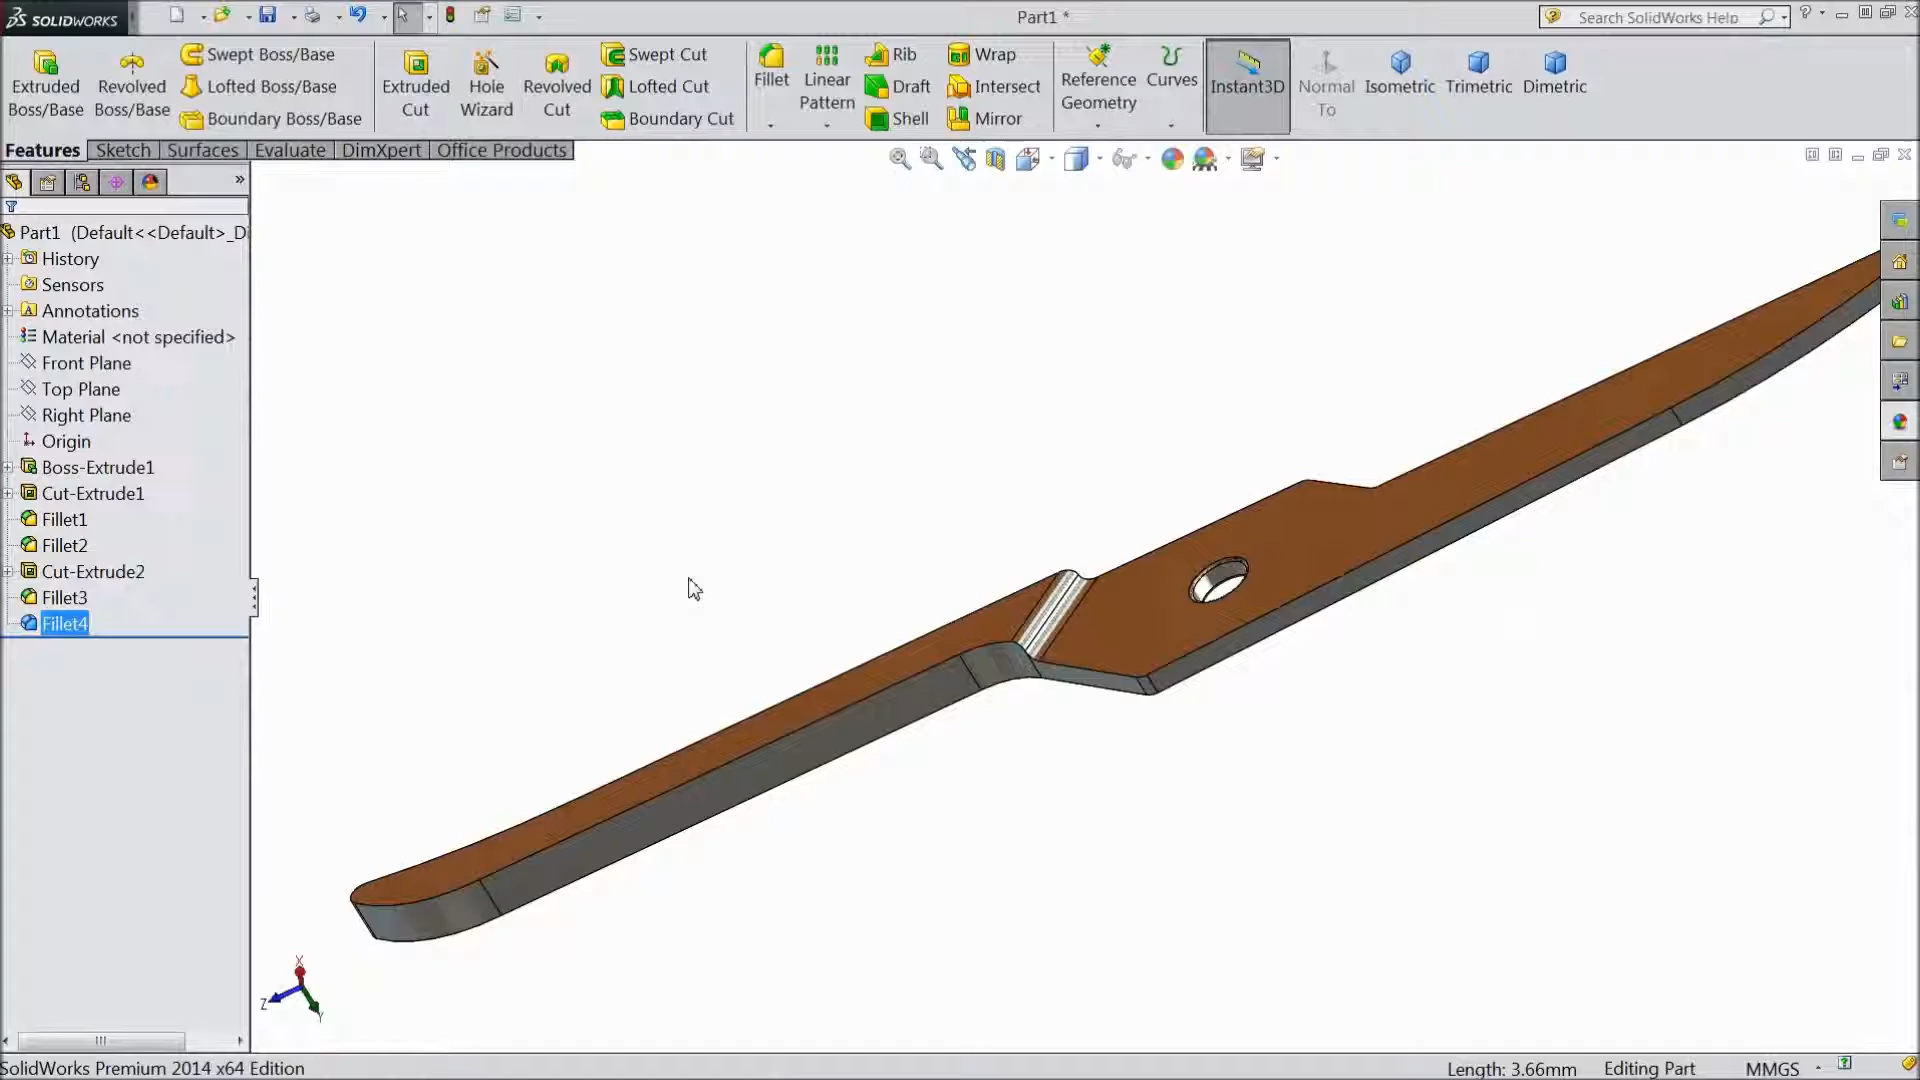 SOLIDWORKS
Part1 *
Search SolidWorks Help
Extruded Boss/Base
Revolved Boss/Base
Swept Boss/Base
Lofted Boss/Base
Boundary Boss/Base
Extruded Cut
Hole Wizard
Revolved Cut
Swept Cut
Lofted Cut
Boundary Cut
Fillet
Linear Pattern
Rib
Draft
Shell
Wrap
Intersect
Mirror
Reference Geometry
Curves
Instant3D
Normal To
Isometric
Trimetric
Dimetric
Features
Sketch
Surfaces
Evaluate
DimXpert
Office Products
Part1 (Default<<Default>_Di
History
Sensors
Annotations
Material <not specified>
Front Plane
Top Plane
Right Plane
Origin
Boss-Extrude1
Cut-Extrude1
Fillet1
Fillet2
Cut-Extrude2
Fillet3
Fillet4
X
Z
Y
SolidWorks Premium 2014 x64 Edition
Length: 3.66mm
Editing Part
MMGS